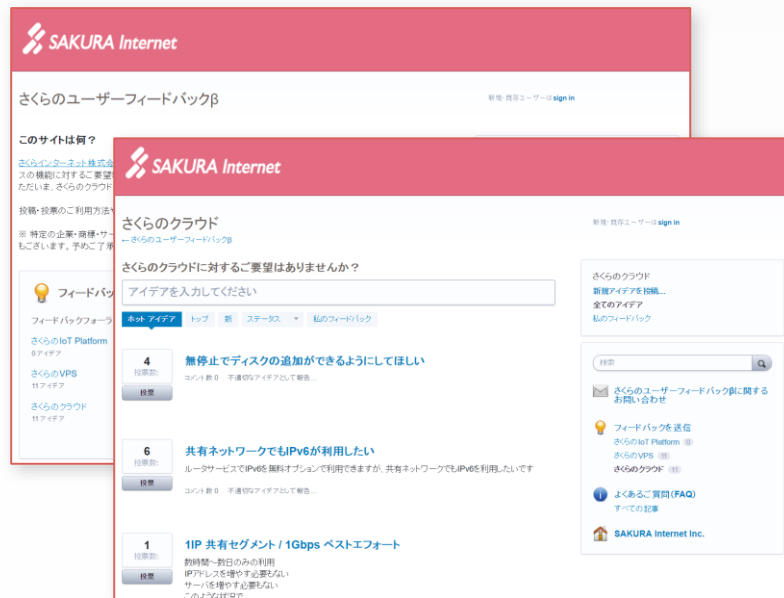 SAKURA Internet
さくらのユーザーフィードバックβ
新規・既存ユーザーは sign in
このサイトは何？
さくらインターネット株式会
スの機能に対するご要望
ただいま、さくらのクラウド
投稿・投票のご利用方法や
※ 特定の企業・商標・サー
もございます。予めご了承
フィードバッ
フィードバックフォーラ
さくらのIoT Platform
0アイデア
さくらのVPS
11アイデア
さくらのクラウド
11アイデア
SAKURA Internet
さくらのクラウド
←さくらのユーザーフィードバックβ
新規・既存ユーザーは sign in
さくらのクラウドに対するご要望はありませんか？
アイデアを入力してください
ホット アイデア トップ 新 ステータス 私のフィードバック
4
投票数:
投票
無停止でディスクの追加ができるようにしてほしい
コメント数 0 不適切なアイデアとして報告...
6
投票数:
投票
共有ネットワークでもIPv6が利用したい
ルータサービスでIPv6を無料オプションで利用できますが、共有ネットワークでもIPv6を利用したいです
コメント数 0 不適切なアイデアとして報告...
1
投票数:
投票
1IP 共有セグメント / 1Gbps ベストエフォート
数時間～数日のみの利用
IPアドレスを増やす必要もない
サーバを増やす必要もない
このような状況で
さくらのクラウド
新規アイデアを投稿...
全てのアイデア
私のフィードバック
検索
さくらのユーザーフィードバックβに関する
お問い合わせ
フィードバックを送信
さくらのIoT Platform 0
さくらのVPS 11
さくらのクラウド 11
よくあるご質問(FAQ)
すべての記事
SAKURA Internet Inc.